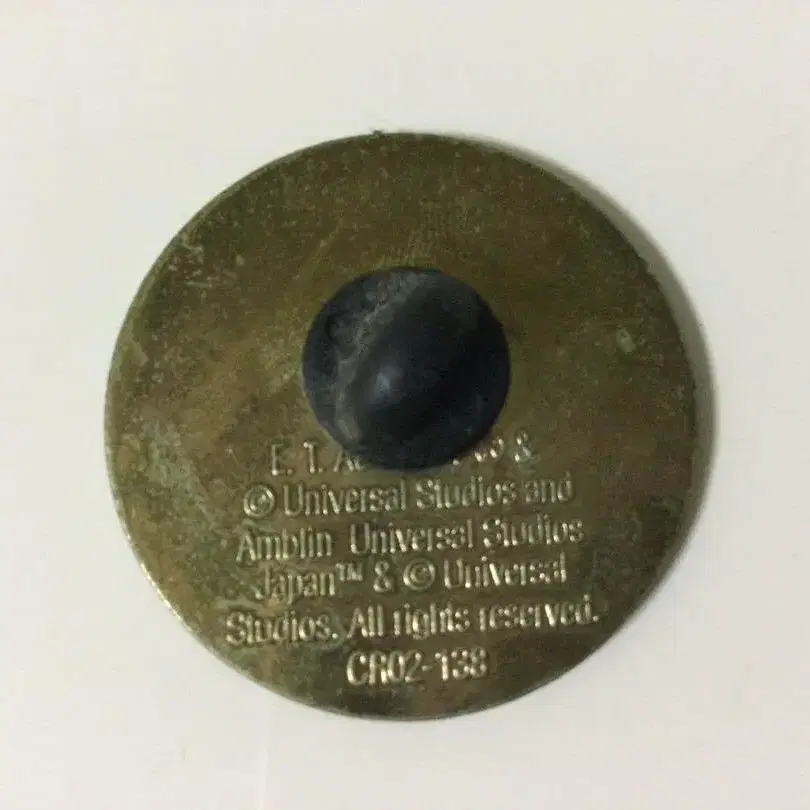 E. T. &
© Universal Studios and
Amblin Universal Studios
Japan™ & © Universal
Studios. All rights reserved.
CR02-138